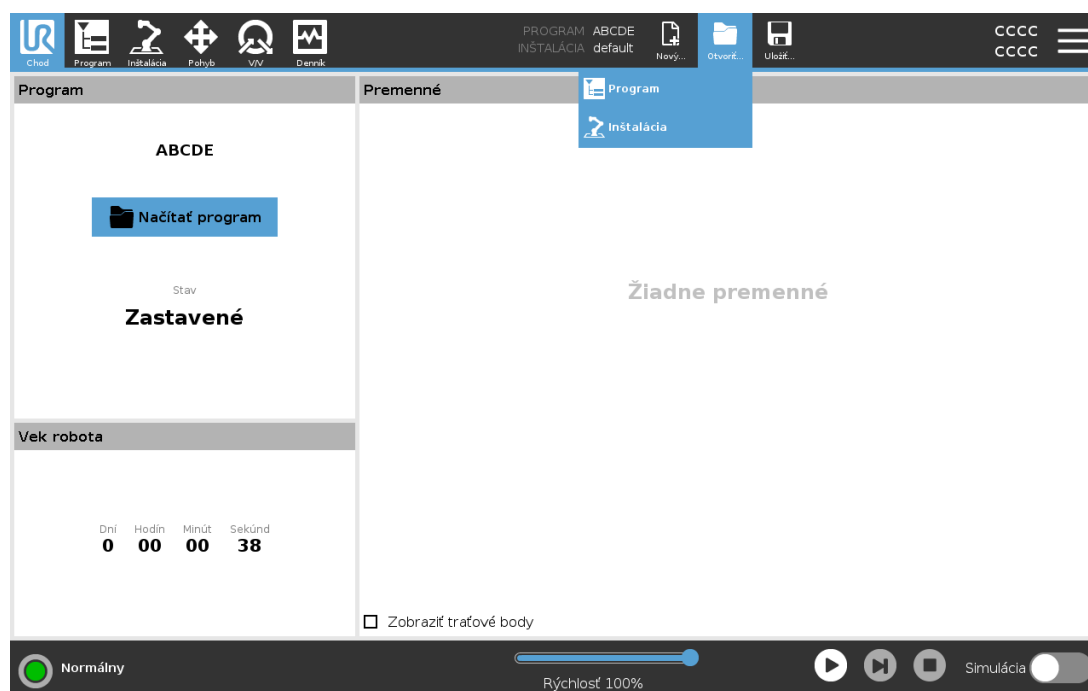 Chod
Program
Inštalácia
Pohyb
V/V
Denník
PROGRAM ABCDE
INŠTALÁCIA default
Nový...
Otvoriť...
Uložiť...
CCCC
CCCC
Program
Inštalácia
Program
ABCDE
Načítať program
Stav
Zastavené
Vek robota
Dní Hodín Minút Sekúnd
0 00 00 38
Premenné
Žiadne premenné
Zobraziť traťové body
Normálny
Rýchlosť 100%
Simulácia